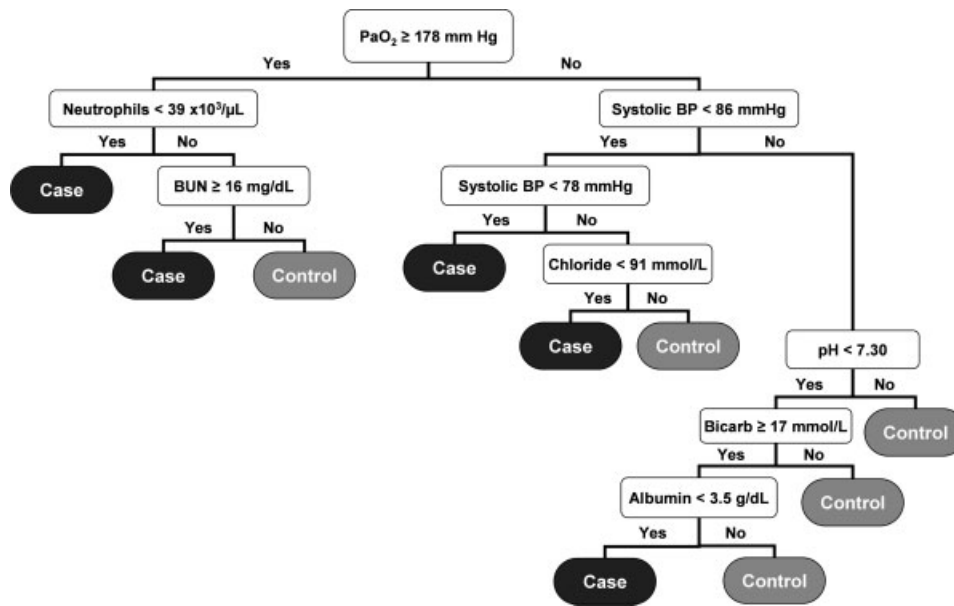 PaO₂ ≥ 178 mm Hg
Yes No
Neutrophils < 39 x10³/µL Systolic BP < 86 mmHg
Yes No Yes No
Case BUN ≥ 16 mg/dL Systolic BP < 78 mmHg
Yes No Yes No
Case Control Case Chloride < 91 mmol/L
Yes No
Case Control pH < 7.30
Yes No
Bicarb ≥ 17 mmol/L Control
Yes No
Albumin < 3.5 g/dL Control
Yes No
Case Control